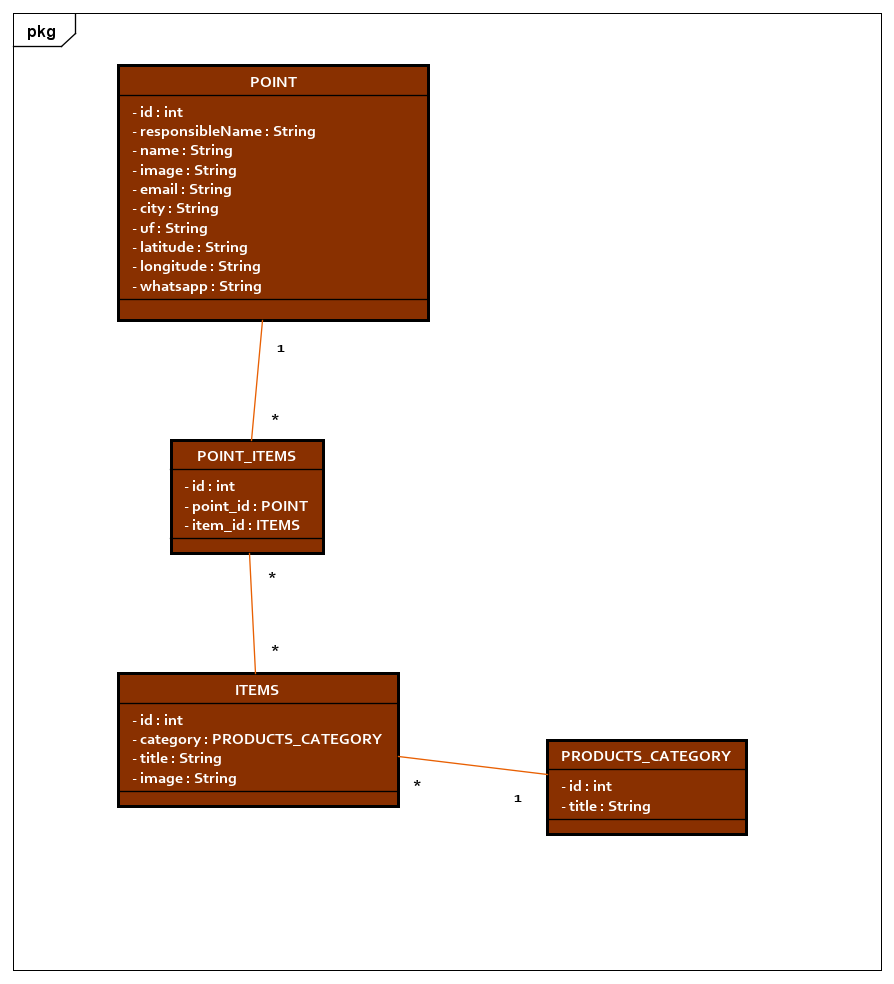 pkg
POINT
- id : int
- responsibleName : String
- name : String
- image : String
- email : String
- city : String
- uf : String
- latitude : String
- longitude : String
- whatsapp : String
1
*
POINT_ITEMS
- id : int
- point_id : POINT
- item_id : ITEMS
*
*
ITEMS
- id : int
- category : PRODUCTS_CATEGORY
- title : String
- image : String
*
1
PRODUCTS_CATEGORY
- id : int
- title : String